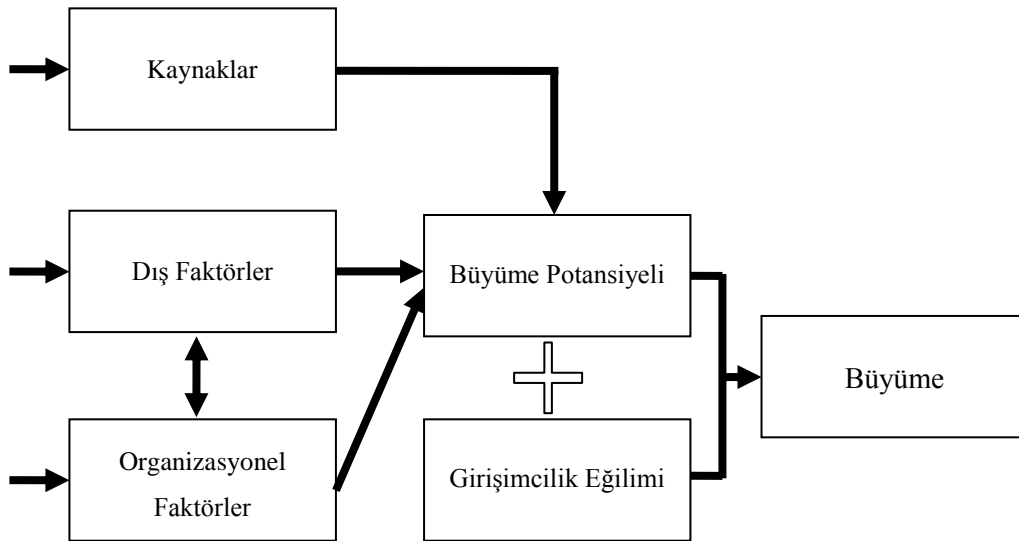 Kaynaklar
Dış Faktörler
Büyüme Potansiyeli
Büyüme
Organizasyonel
Faktörler
Girişimcilik Eğilimi